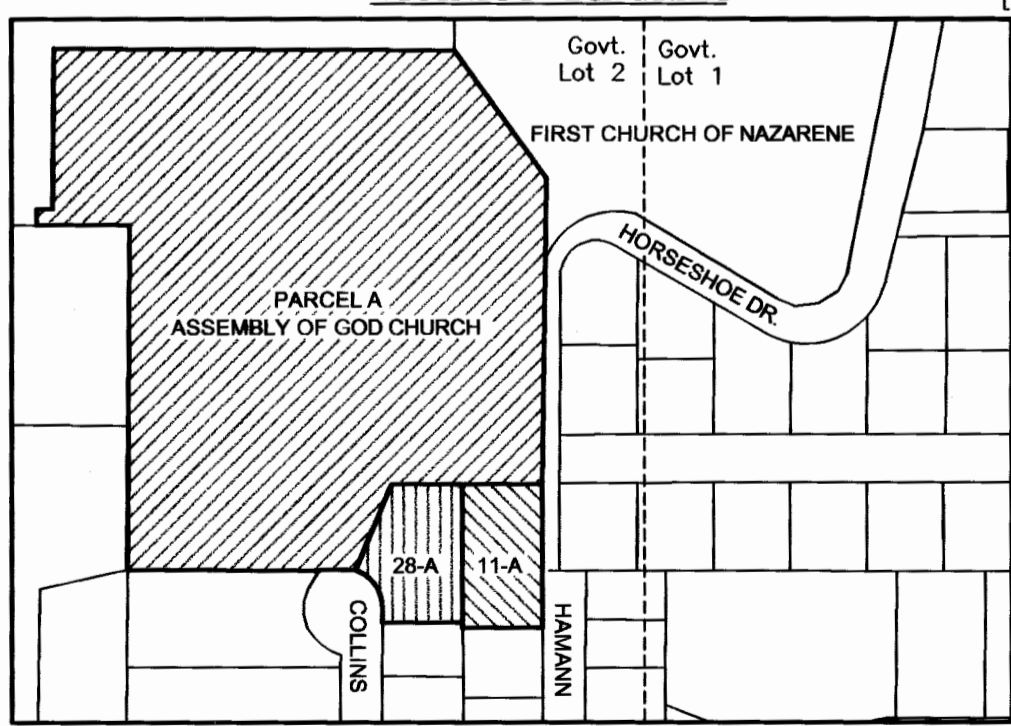 Govt.
Lot 2
Govt.
Lot 1
FIRST CHURCH OF NAZARENE
HORSESHOE DR.
PARCEL A
ASSEMBLY OF GOD CHURCH
28-A
11-A
COLLINS
HAMANN